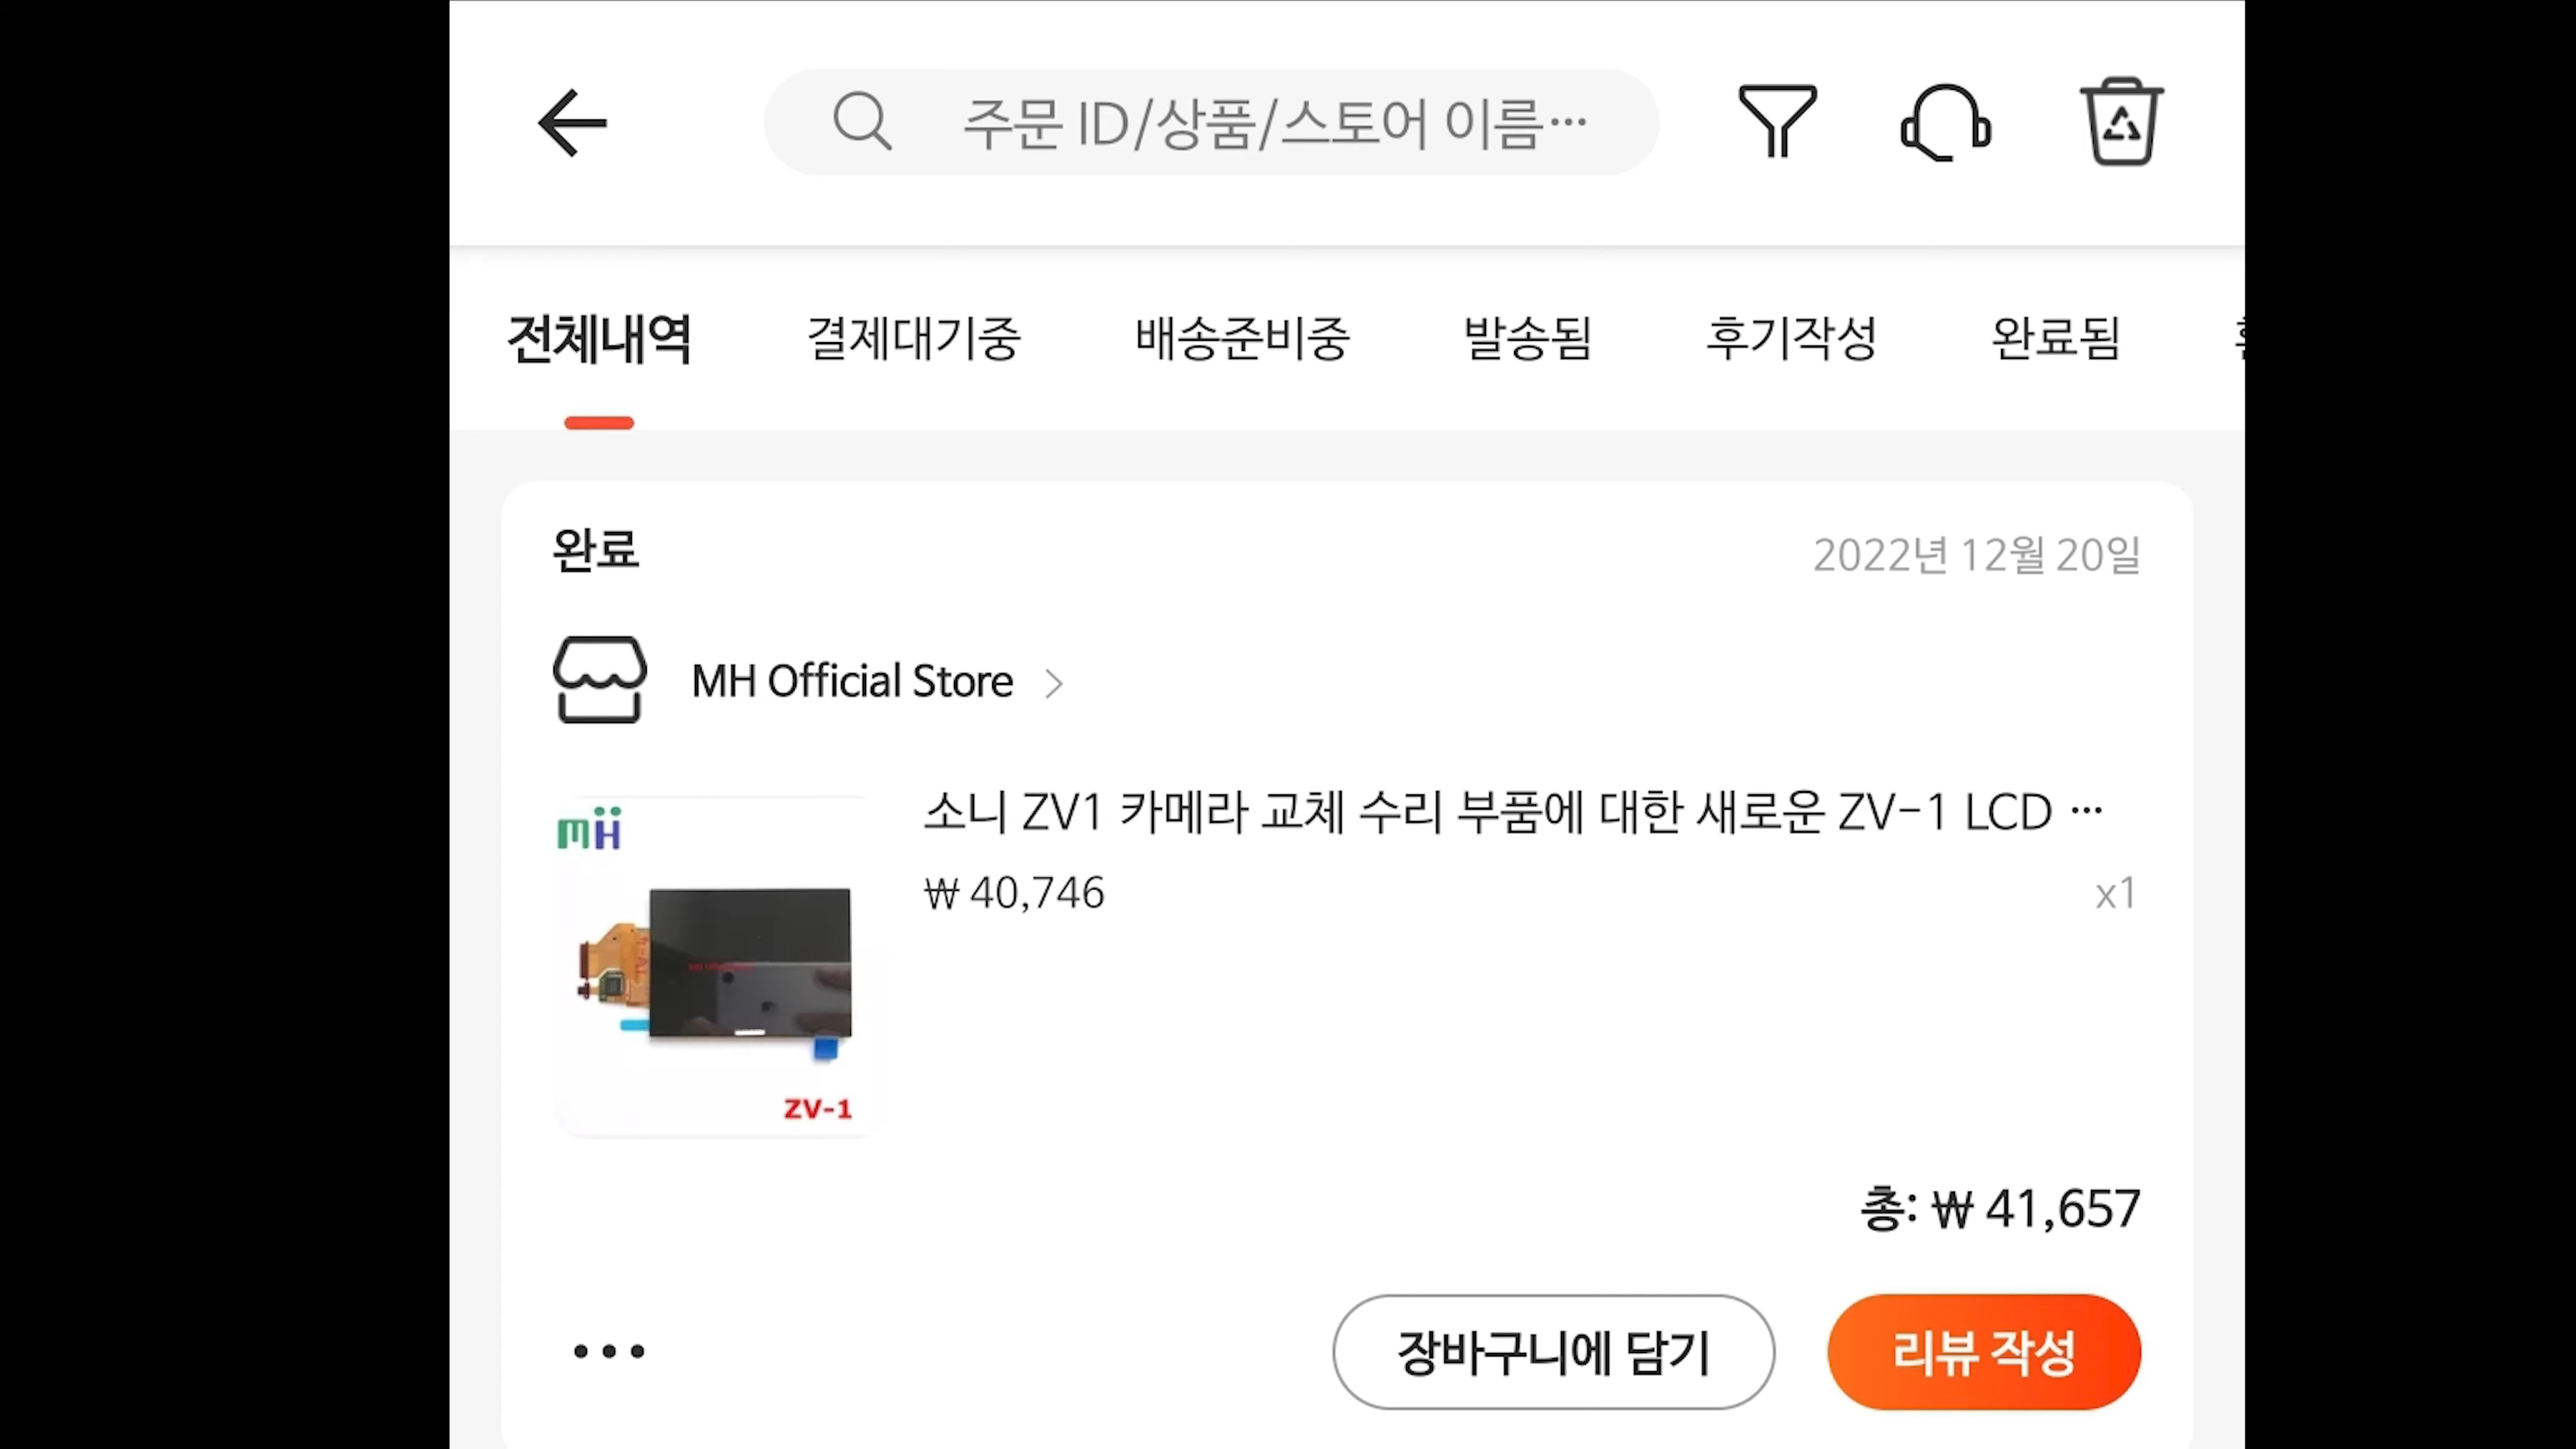 주문 ID/상품/스토어 이름…
전체내역 결제대기중 배송준비중 발송됨 후기작성 완료됨
완료 2022년 12월 20일
MH Official Store
소니 ZV1 카메라 교체 수리 부품에 대한 새로운 ZV-1 LCD …
₩ 40,746 x1
MH
ZV-1
총: ₩ 41,657
장바구니에 담기 리뷰 작성